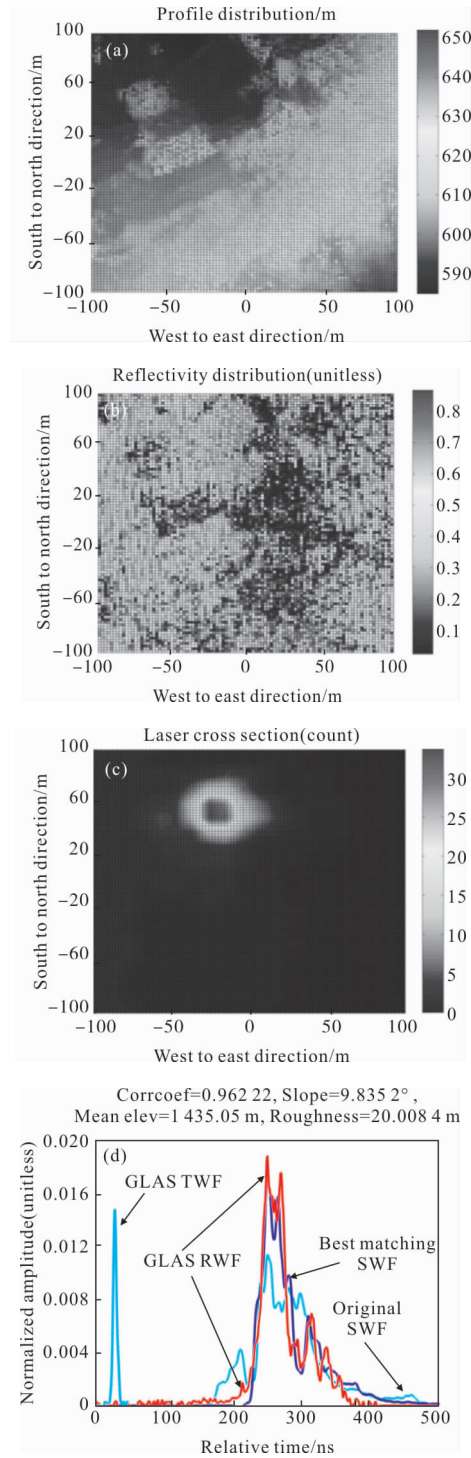 Profile distribution/m
(a)
South to north direction/m
100
60
20
-20
-60
-100
-100
-50
0
50
100
West to east direction/m
650
640
630
620
610
600
590
Reflectivity distribution(unitless)
(b)
South to north direction/m
100
60
20
-20
-60
-100
-100
-50
0
50
100
West to east direction/m
0.8
0.7
0.6
0.5
0.4
0.3
0.2
0.1
Laser cross section(count)
(c)
South to north direction/m
100
60
20
-20
-60
-100
-100
-50
0
50
100
West to east direction/m
30
25
20
15
10
5
0
Corrcoef=0.962 22, Slope=9.835 2°,
Mean elev=1 435.05 m, Roughness=20.008 4 m
(d)
Normalized amplitude(unitless)
0.020
0.016
0.012
0.008
0.004
0
GLAS TWF
GLAS RWF
Best matching
SWF
Original
SWF
0
100
200
300
400
500
Relative time/ns